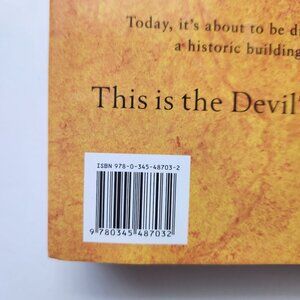 Today, it's about to be d
a historic building
This is the Devil'
ISBN 978-0-345-48703-2
9 780345 487032